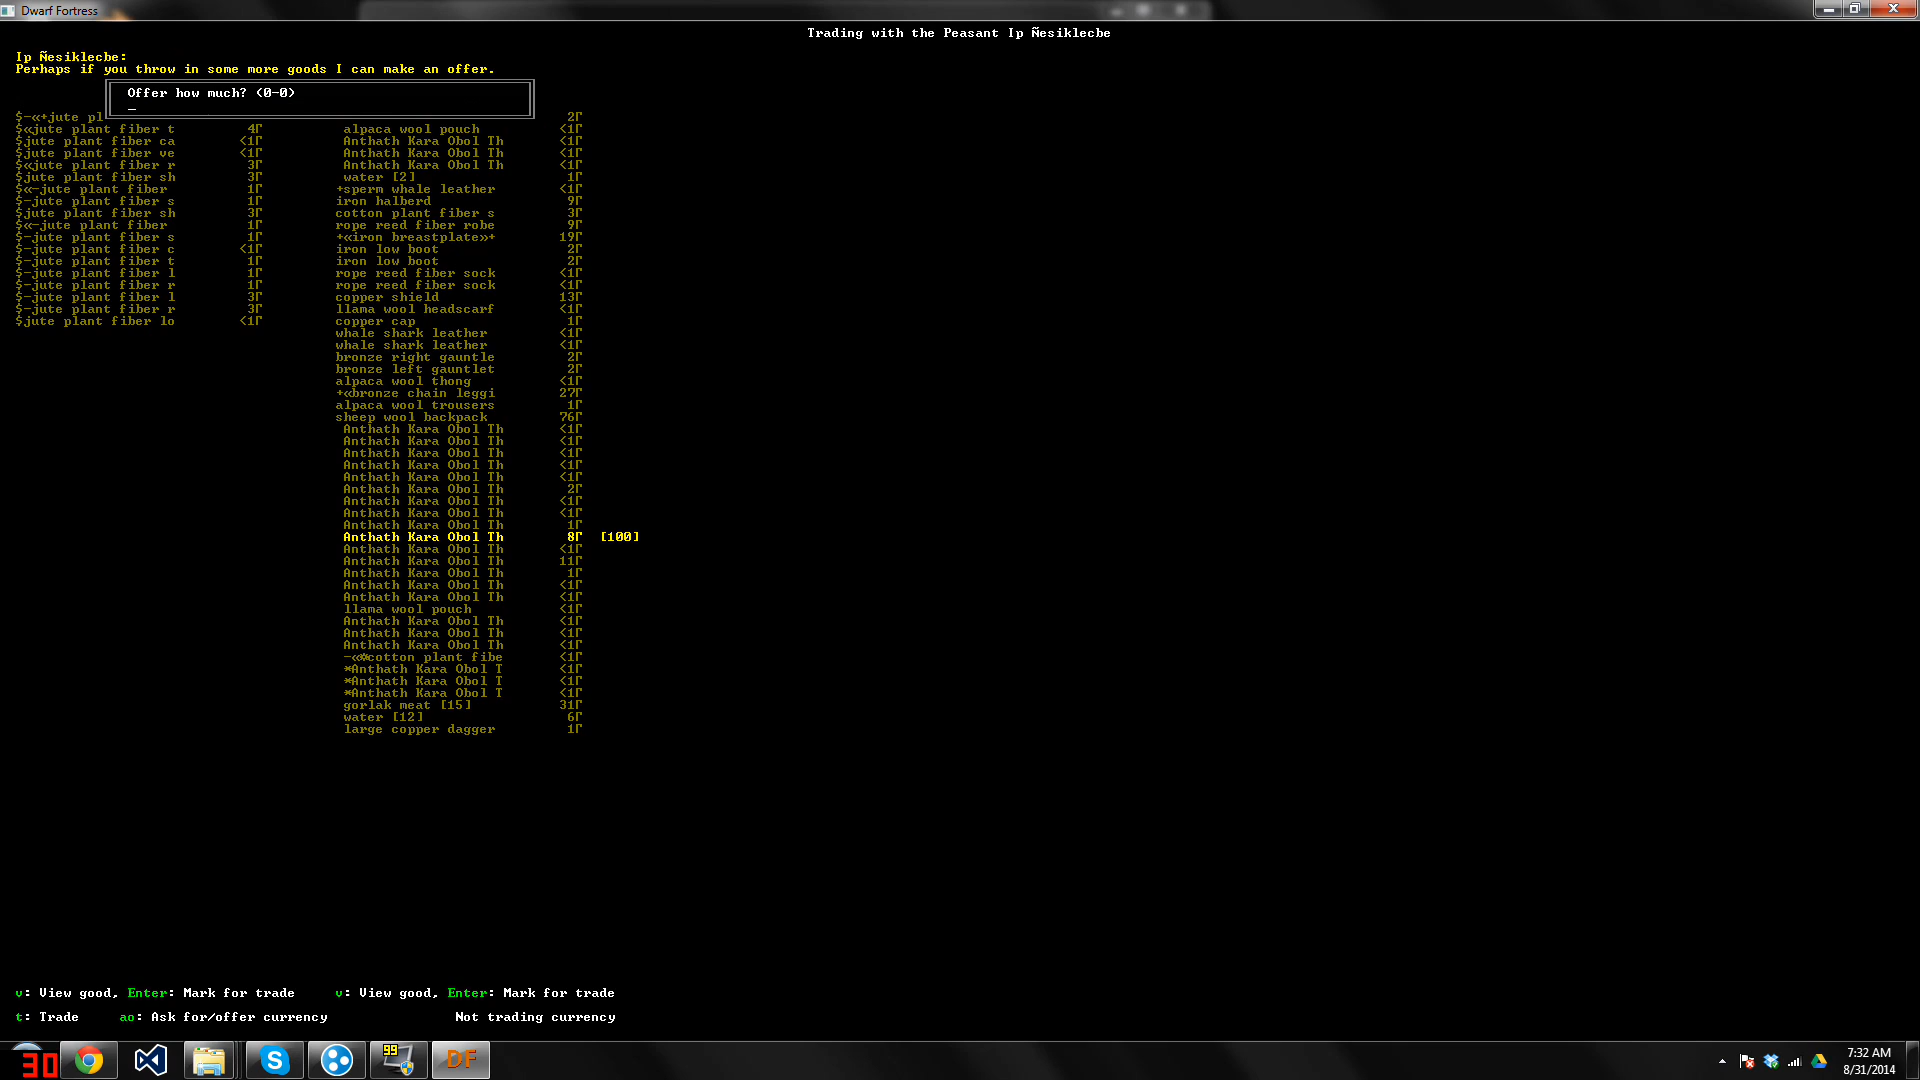 Dwarf Fortress
Trading with the Peasant Ip Ñesiklecbe
Ip Ñesiklecbe:
Perhaps if you throw in some more goods I can make an offer.
Offer how much? (0-0)
_
$-«+jute pl 2Γ
$«jute plant fiber t 4Γ alpaca wool pouch <1Γ
$jute plant fiber ca <1Γ Anthath Kara Obol Th <1Γ
$jute plant fiber ve <1Γ Anthath Kara Obol Th <1Γ
$«jute plant fiber r 3Γ Anthath Kara Obol Th <1Γ
$jute plant fiber sh 3Γ water [2] 1Γ
$«-jute plant fiber 1Γ +sperm whale leather <1Γ
$-jute plant fiber s 1Γ iron halberd 9Γ
$jute plant fiber sh 3Γ cotton plant fiber s 3Γ
$«-jute plant fiber 1Γ rope reed fiber robe 9Γ
$-jute plant fiber s 1Γ +«iron breastplate»+ 19Γ
$-jute plant fiber c <1Γ iron low boot 2Γ
$-jute plant fiber t 1Γ iron low boot 2Γ
$-jute plant fiber l 1Γ rope reed fiber sock <1Γ
$-jute plant fiber r 1Γ rope reed fiber sock <1Γ
$-jute plant fiber l 3Γ copper shield 13Γ
$-jute plant fiber r 3Γ llama wool headscarf <1Γ
$jute plant fiber lo <1Γ copper cap 1Γ
whale shark leather <1Γ
whale shark leather <1Γ
bronze right gauntle 2Γ
bronze left gauntlet 2Γ
alpaca wool thong <1Γ
+«bronze chain leggi 27Γ
alpaca wool trousers 1Γ
sheep wool backpack 76Γ
Anthath Kara Obol Th <1Γ
Anthath Kara Obol Th <1Γ
Anthath Kara Obol Th <1Γ
Anthath Kara Obol Th <1Γ
Anthath Kara Obol Th <1Γ
Anthath Kara Obol Th 2Γ
Anthath Kara Obol Th <1Γ
Anthath Kara Obol Th <1Γ
Anthath Kara Obol Th 1Γ
Anthath Kara Obol Th 8Γ [100]
Anthath Kara Obol Th <1Γ
Anthath Kara Obol Th 11Γ
Anthath Kara Obol Th 1Γ
Anthath Kara Obol Th <1Γ
Anthath Kara Obol Th <1Γ
llama wool pouch <1Γ
Anthath Kara Obol Th <1Γ
Anthath Kara Obol Th <1Γ
Anthath Kara Obol Th <1Γ
-«*cotton plant fibe <1Γ
*Anthath Kara Obol T <1Γ
*Anthath Kara Obol T <1Γ
*Anthath Kara Obol T <1Γ
gorlak meat [15] 31Γ
water [12] 6Γ
large copper dagger 1Γ
v: View good, Enter: Mark for trade v: View good, Enter: Mark for trade
t: Trade ao: Ask for/offer currency Not trading currency
30 S 99 DF
7:32 AM
8/31/2014